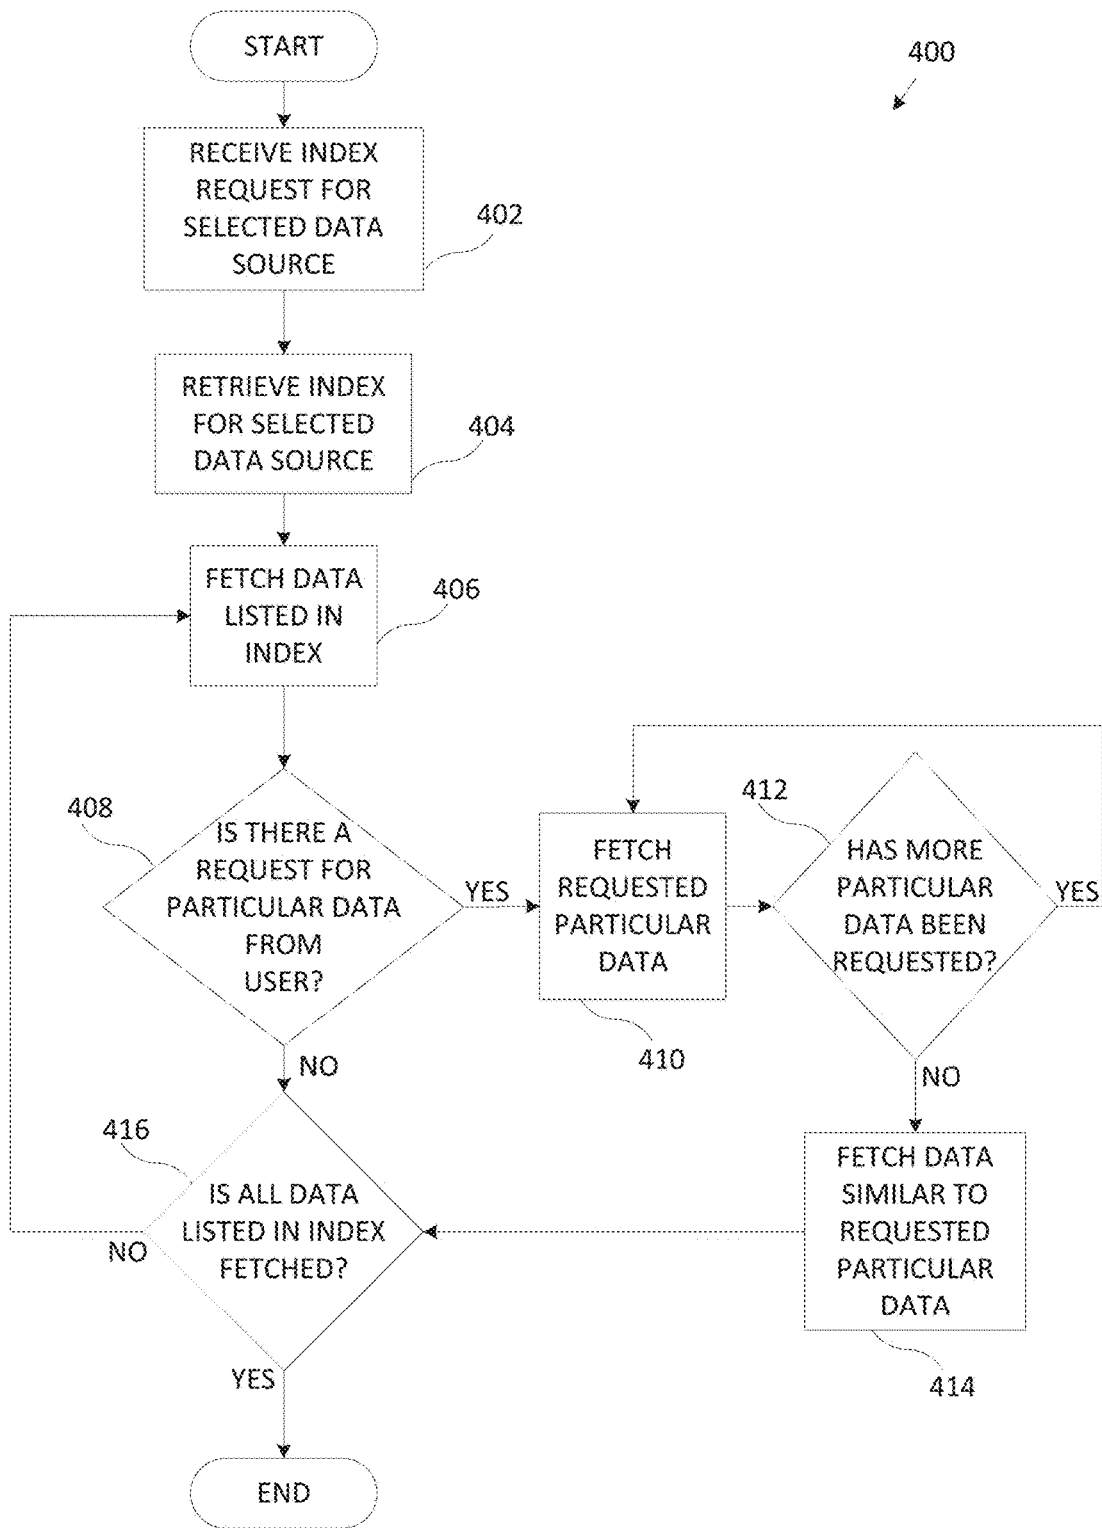 START
400
RECEIVE INDEX
REQUEST FOR
SELECTED DATA
SOURCE
402
RETRIEVE INDEX
FOR SELECTED
DATA SOURCE
404
FETCH DATA
LISTED IN
INDEX
406
408
IS THERE A
REQUEST FOR
PARTICULAR DATA
FROM
USER?
YES
NO
FETCH
REQUESTED
PARTICULAR
DATA
410
412
HAS MORE
PARTICULAR
DATA BEEN
REQUESTED?
YES
NO
FETCH DATA
SIMILAR TO
REQUESTED
PARTICULAR
DATA
414
416
IS ALL DATA
LISTED IN INDEX
FETCHED?
NO
YES
END